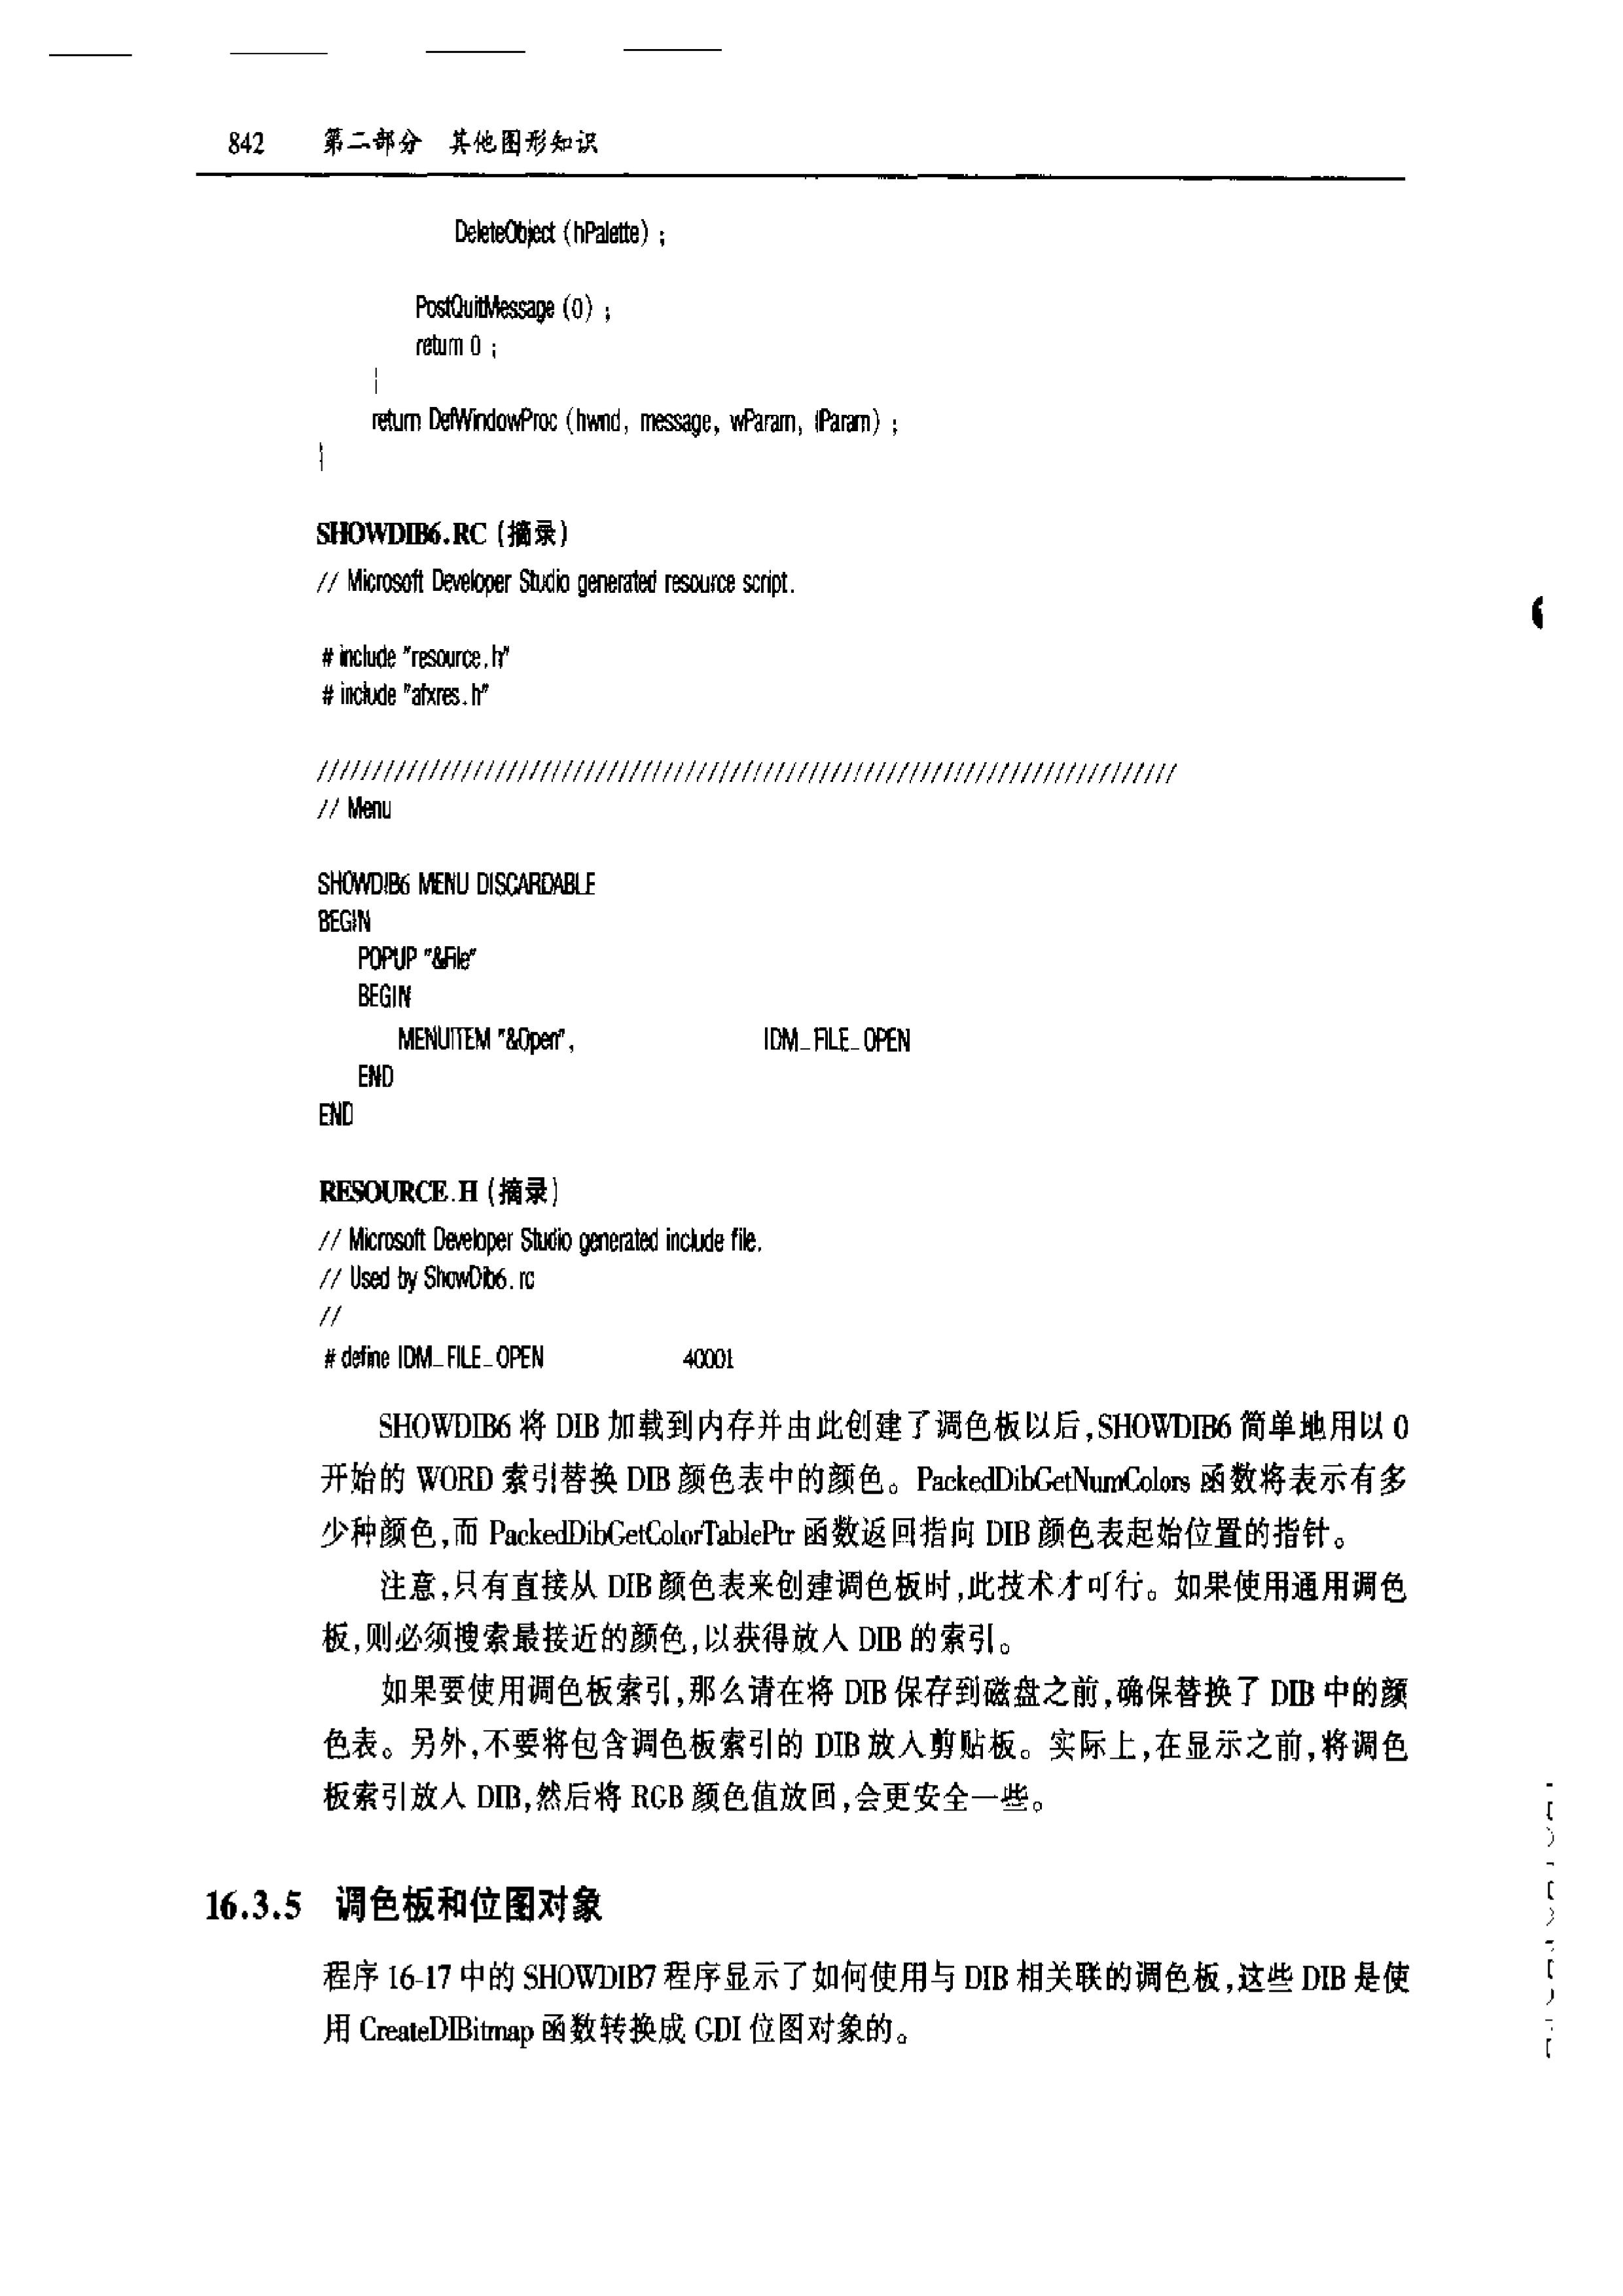 842 第二部分 其他图形知识
DeleteObject (hPalette) ;
PostQuitMessage (0) ;
return 0 ;
}
return DefWindowProc (hwnd, message, wParam, lParam) ;
}
SHOWDIB6.RC (摘录)
// Microsoft Developer Studio generated resource script.
# include "resource.h"
# include "afxres.h"
/////////////////////////////////////////////////////////////////////////////
// Menu
SHOWDIB6 MENU DISCARDABLE
BEGIN
POPUP "&File"
BEGIN
MENUITEM "&Open", IDM_FILE_OPEN
END
END
RESOURCE.H (摘录)
// Microsoft Developer Studio generated include file.
// Used by ShowDib6.rc
//
# define IDM_FILE_OPEN 40001
SHOWDIB6 将 DIB 加载到内存并由此创建了调色板以后,SHOWDIB6 简单地用以 0
开始的 WORD 索引替换 DIB 颜色表中的颜色。PackedDibGetNumColors 函数将表示有多
少种颜色,而 PackedDibGetColorTablePtr 函数返回指向 DIB 颜色表起始位置的指针。
注意,只有直接从 DIB 颜色表来创建调色板时,此技术才可行。如果使用通用调色
板,则必须搜索最接近的颜色,以获得放入 DIB 的索引。
如果要使用调色板索引,那么请在将 DIB 保存到磁盘之前,确保替换了 DIB 中的颜
色表。另外,不要将包含调色板索引的 DIB 放入剪贴板。实际上,在显示之前,将调色
板索引放入 DIB,然后将 RGB 颜色值放回,会更安全一些。
16.3.5 调色板和位图对象
程序 16-17 中的 SHOWDIB7 程序显示了如何使用与 DIB 相关联的调色板,这些 DIB 是使
用 CreateDIBitmap 函数转换成 GDI 位图对象的。